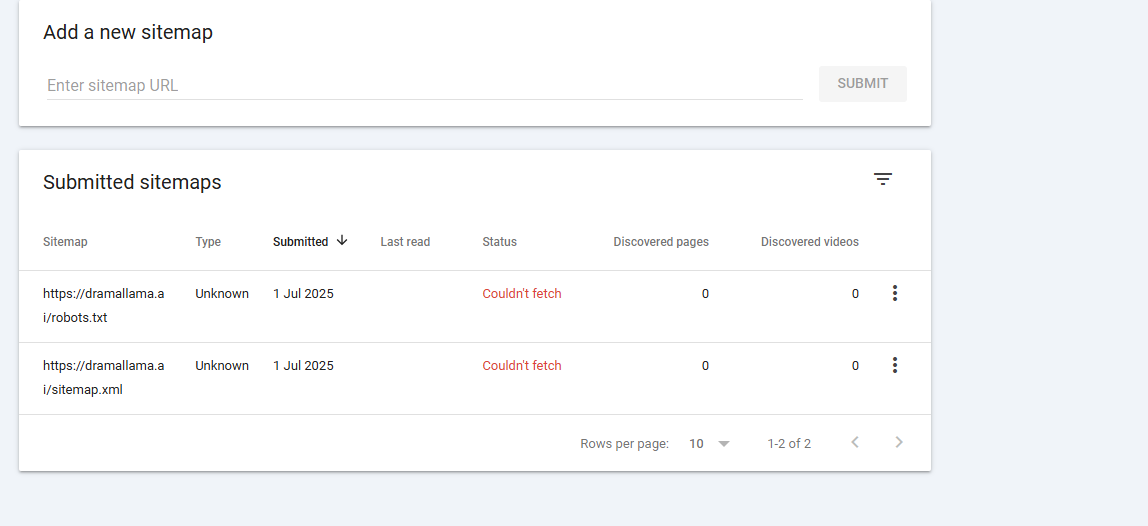 Add a new sitemap
Enter sitemap URL
SUBMIT
Submitted sitemaps
Sitemap Type Submitted Last read Status Discovered pages Discovered videos
https://dramallama.a Unknown 1 Jul 2025 Couldn't fetch 0 0
i/robots.txt
https://dramallama.a Unknown 1 Jul 2025 Couldn't fetch 0 0
i/sitemap.xml
Rows per page: 10 1-2 of 2